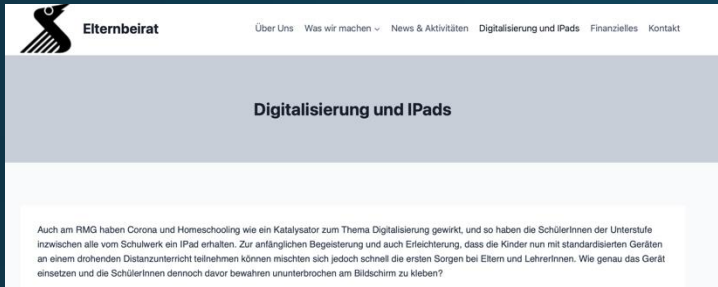 Elternbeirat
Über Uns Was wir machen News & Aktivitäten Digitalisierung und IPads Finanzielles Kontakt
Digitalisierung und IPads
Auch am RMG haben Corona und Homeschooling wie ein Katalysator zum Thema Digitalisierung gewirkt, und so haben die SchülerInnen der Unterstufe
inzwischen alle vom Schulwerk ein IPad erhalten. Zur anfänglichen Begeisterung und auch Erleichterung, dass die Kinder nun mit standardisierten Geräten
an einem drohenden Distanzunterricht teilnehmen können mischten sich jedoch schnell die ersten Sorgen bei Eltern und LehrerInnen. Wie genau das Gerät
einsetzen und die SchülerInnen dennoch davor bewahren ununterbrochen am Bildschirm zu kleben?